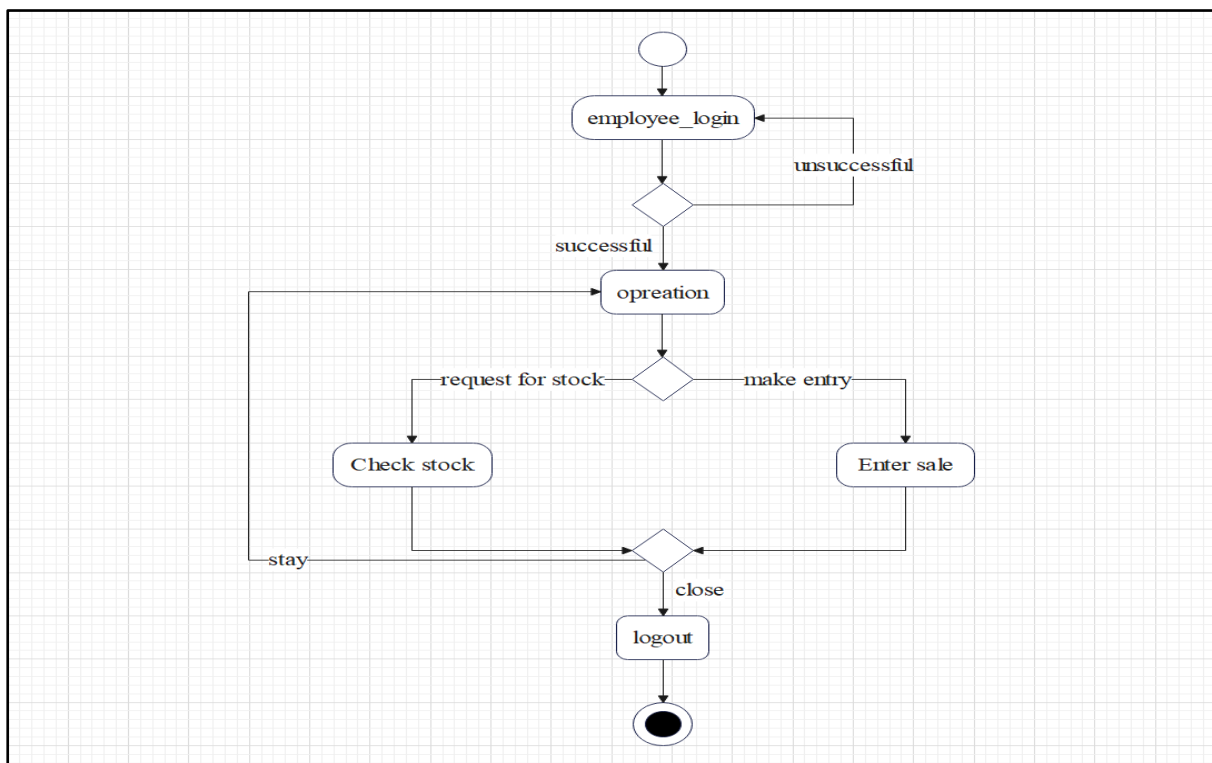 employee_login
unsuccessful
successful
opreation
request for stock
make entry
Check stock
Enter sale
stay
close
logout